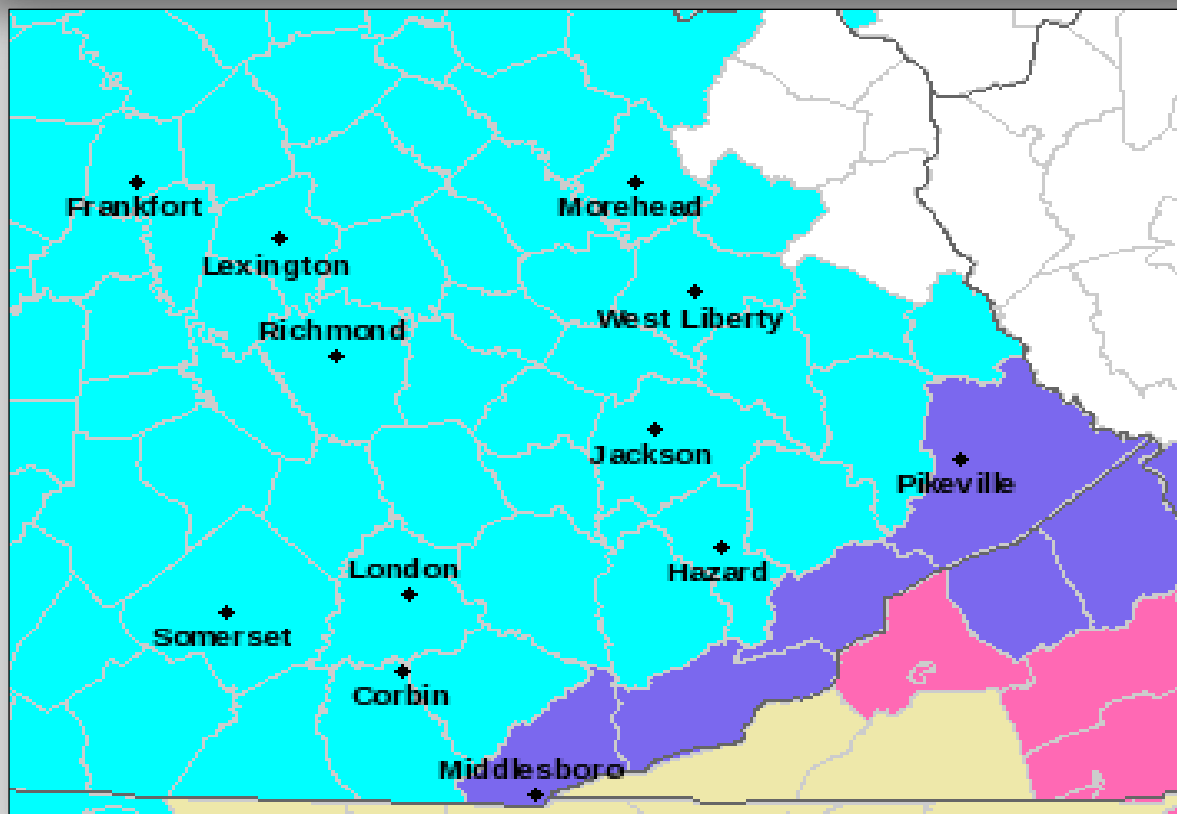 Frankfort
Morehead
Lexington
West Liberty
Richmond
Jackson
Pikeville
London
Hazard
Somerset
Corbin
Middlesboro